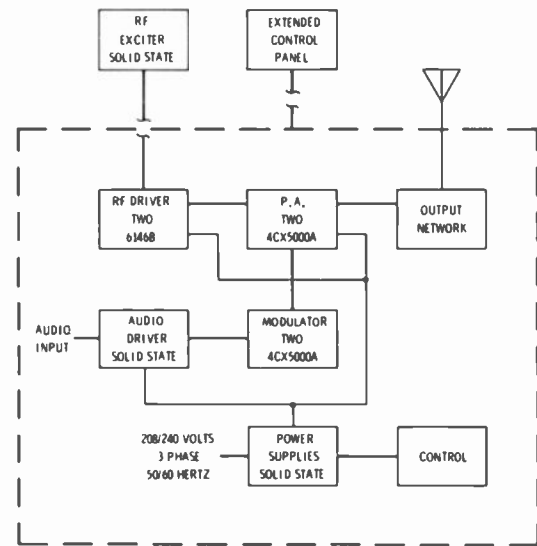 RF
EXCITER
SOLID STATE
EXTENDED
CONTROL
PANEL
RF DRIVER
TWO
6146B
P.A.
TWO
4CX5000A
OUTPUT
NETWORK
AUDIO
INPUT
AUDIO
DRIVER
SOLID STATE
MODULATOR
TWO
4CX5000A
208/240 VOLTS
3 PHASE
50/60 HERTZ
POWER
SUPPLIES
SOLID STATE
CONTROL